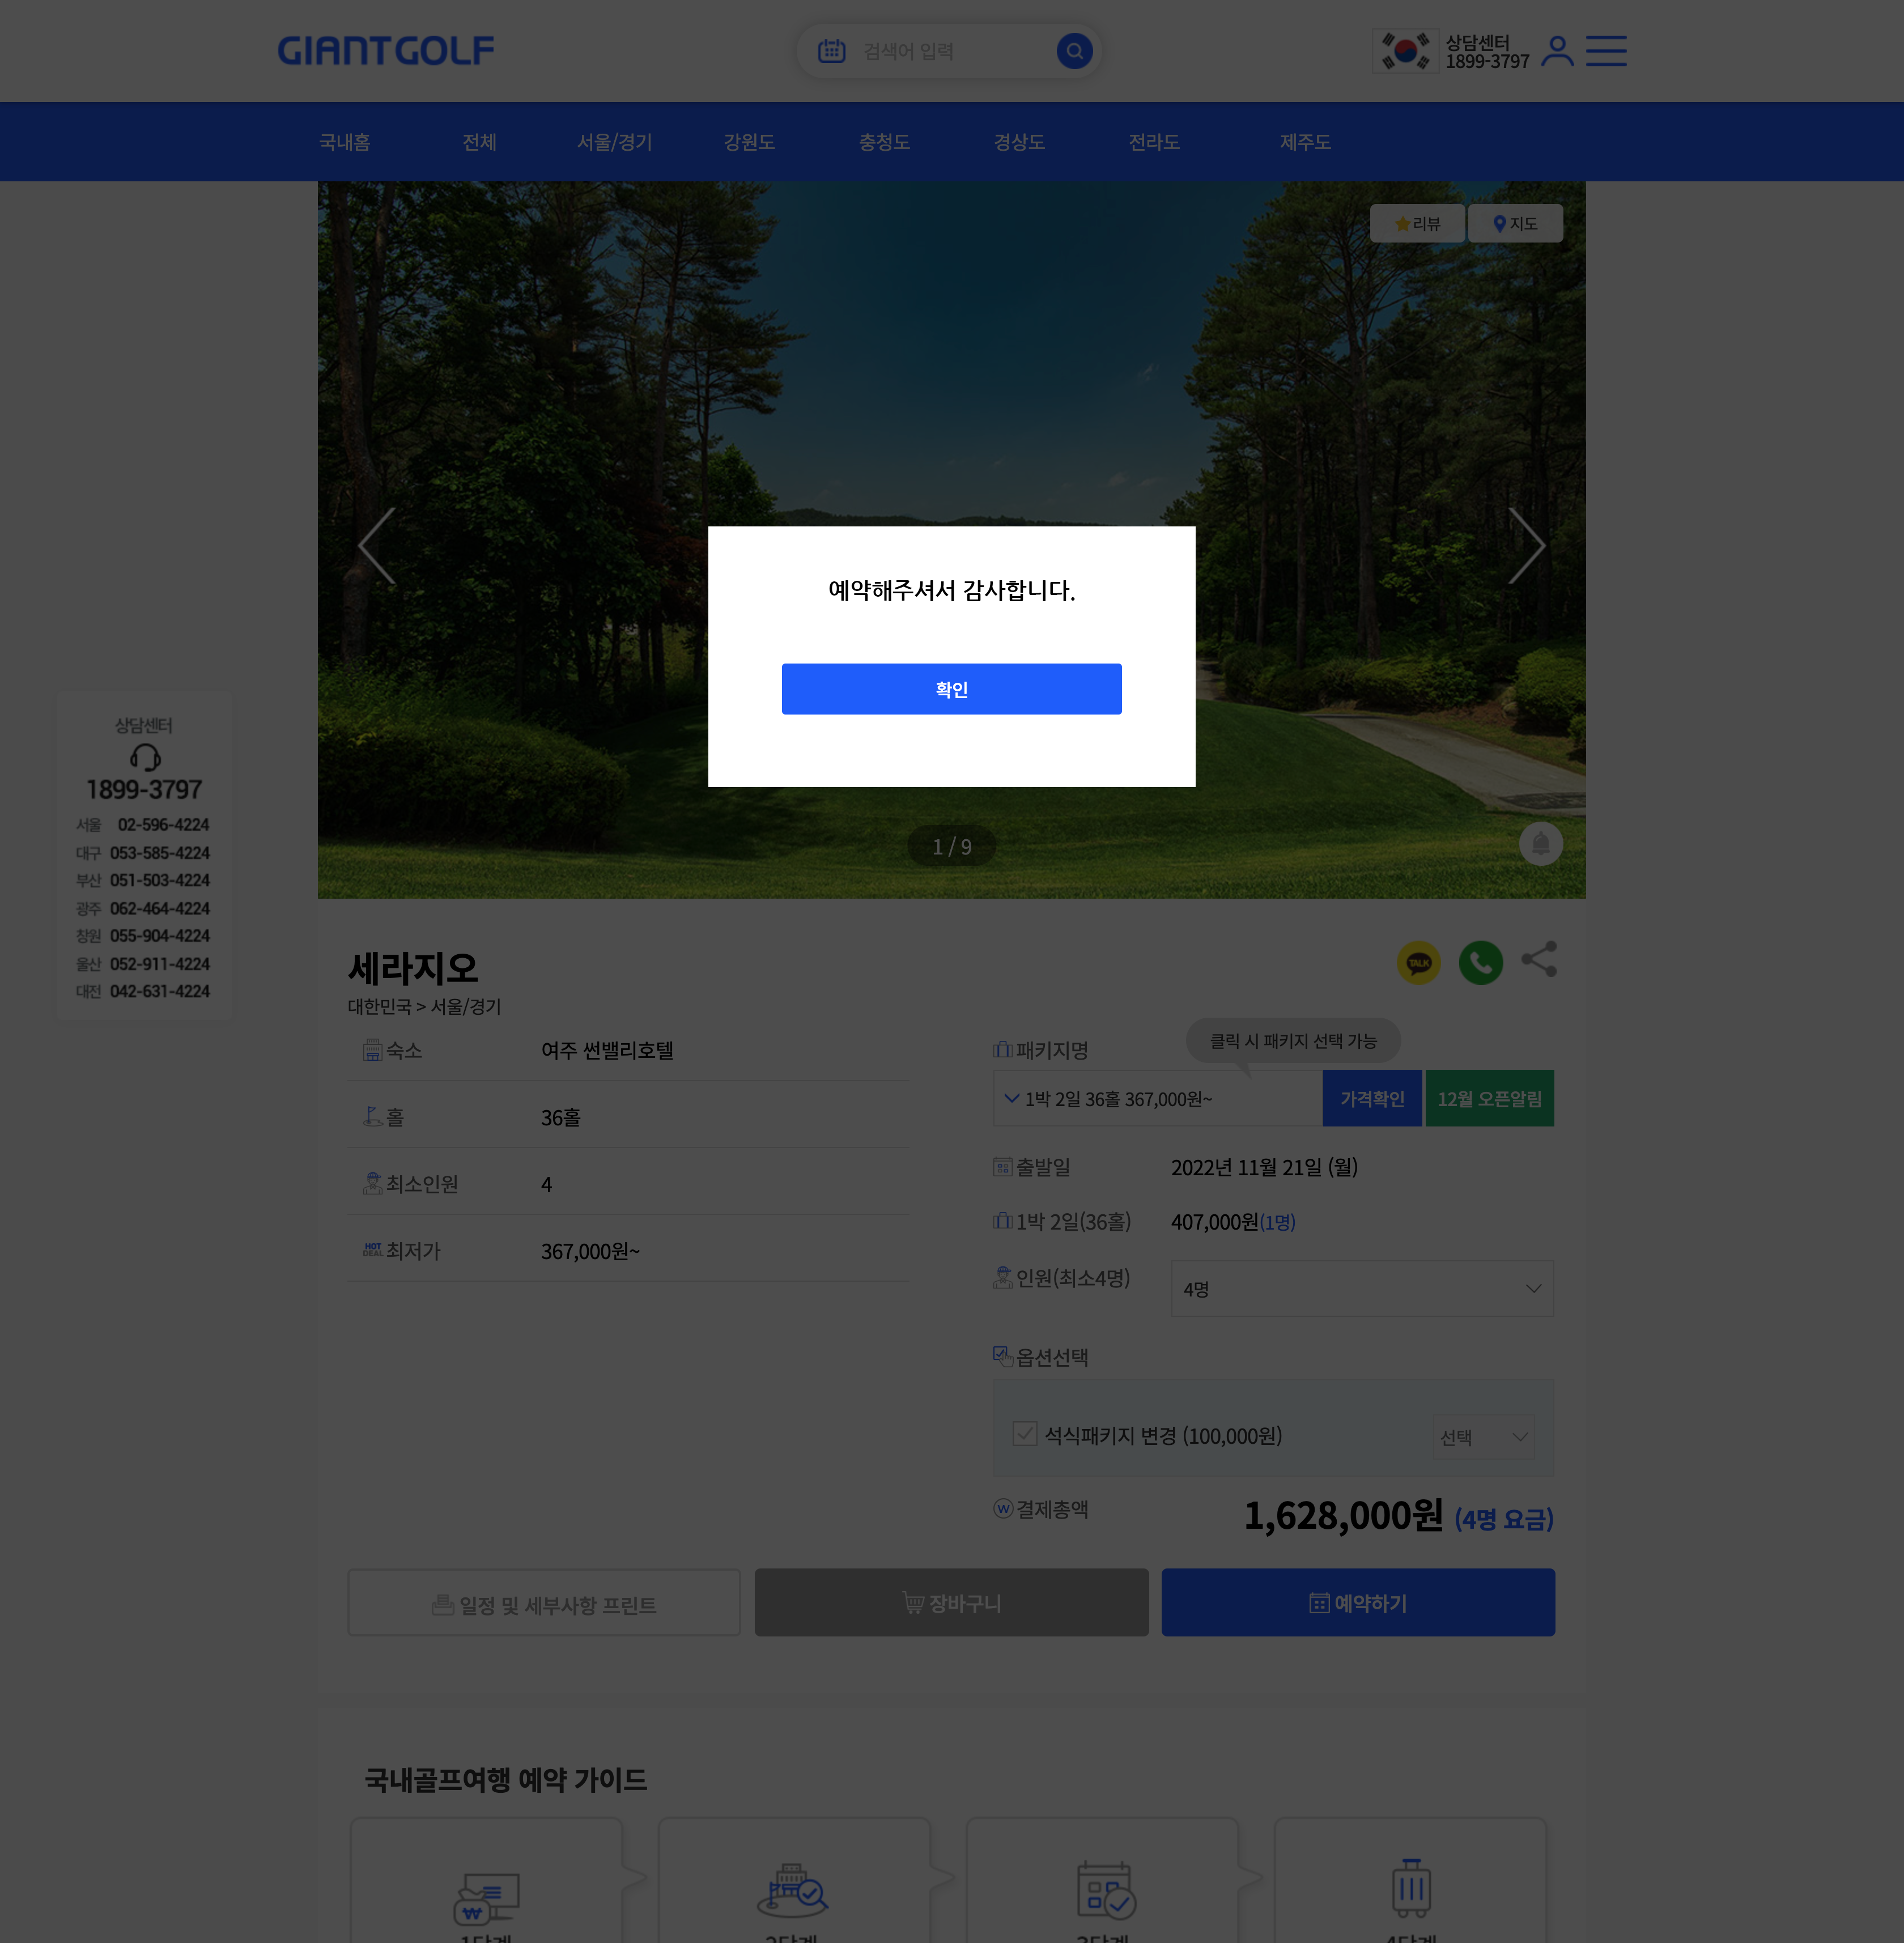 GIANTGOLF
검색어 입력
상담센터
1899-3797
국내홈 전체 서울/경기 강원도 충청도 경상도 전라도 제주도
리뷰 지도
예약해주셔서 감사합니다.
확인
1 / 9
상담센터
1899-3797
서울 02-596-4224
대구 053-585-4224
부산 051-503-4224
광주 062-464-4224
창원 055-904-4224
울산 052-911-4224
대전 042-631-4224
세라지오
대한민국 > 서울/경기
TALK
숙소 여주 썬밸리호텔
홀 36홀
최소인원 4
HOT DEAL 최저가 367,000원~
패키지명
클릭 시 패키지 선택 가능
1박 2일 36홀 367,000원~
가격확인
12월 오픈알림
출발일 2022년 11월 21일 (월)
1박 2일(36홀) 407,000원(1명)
인원(최소4명) 4명
옵션선택
석식패키지 변경 (100,000원) 선택
W 결제총액 1,628,000원 (4명 요금)
일정 및 세부사항 프린트
장바구니
예약하기
국내골프여행 예약 가이드
1단계 2단계 3단계 4단계